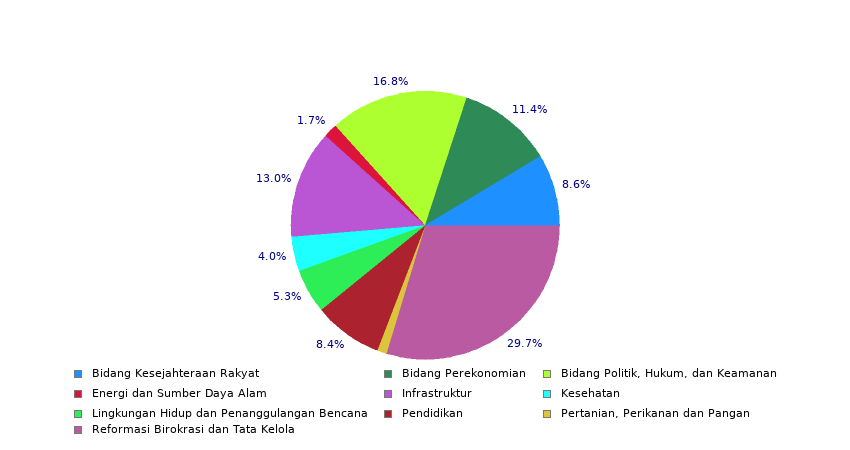 16.8%
11.4%
1.7%
13.0%
8.6%
4.0%
5.3%
8.4%
29.7%
Bidang Kesejahteraan Rakyat
Bidang Perekonomian
Bidang Politik, Hukum, dan Keamanan
Energi dan Sumber Daya Alam
Infrastruktur
Kesehatan
Lingkungan Hidup dan Penanggulangan Bencana
Pendidikan
Pertanian, Perikanan dan Pangan
Reformasi Birokrasi dan Tata Kelola